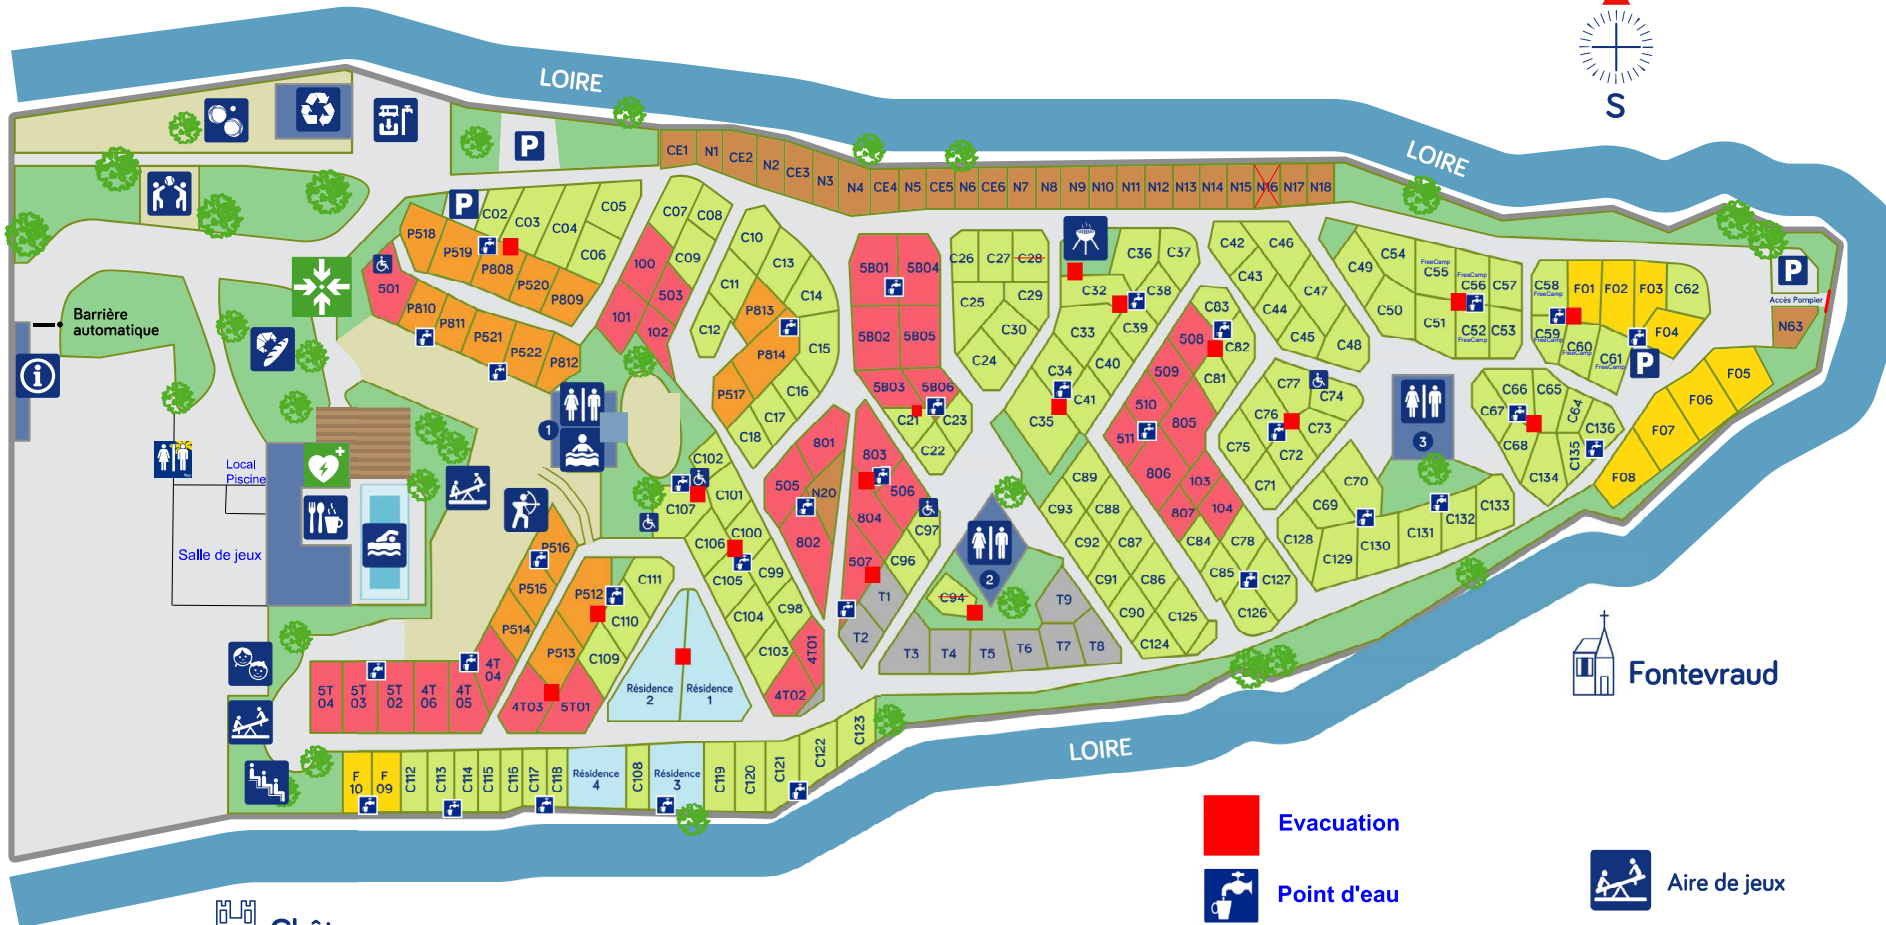 S
LOIRE
LOIRE
P
CE1
N1
CE2
N2
CE3
N3
N4
CE4
N5
CE5
N6
CE6
N7
N8
N9
N10
N11
N12
N13
N14
N15
N16
N17
N18
P
C02
C03
C04
C05
C06
P518
P519
P808
P520
P809
501
P810
P811
P521
P522
P812
C07
C08
C09
100
503
101
102
C10
C13
C11
C14
C12
P813
P814
C15
P517
C16
C17
C18
5B01
5B04
5B02
5B05
5B03
5B06
C21
C23
C22
C26
C27
C28
C25
C29
C30
C24
C36
C37
C32
C38
C33
C39
C34
C40
C35
C41
C42
C46
C43
C47
C44
C45
C48
C49
C54
C50
FreeCamp
C55
FreeCamp
C56
C57
C51
C52
FreeCamp
C53
C58
FreeCamp
F01
F02
F03
C62
C59
FreeCamp
C60
FreeCamp
C61
FreeCamp
F04
P
P
Accès Pompier
N63
F05
F06
F07
F08
Barrière
automatique
C83
508
C82
509
C81
510
805
511
806
103
807
104
C84
C78
C85
C127
C126
C77
C74
C76
C73
C75
C72
C71
3
C66
C65
C64
C67
C136
C68
C135
C134
C70
C69
C128
C129
C130
C131
C132
C133
1
Local
Piscine
Salle de jeux
C102
C101
C107
C100
C106
C105
C99
C104
C98
C103
4T01
4T02
801
505
N20
802
803
506
804
C97
507
C96
T1
T2
2
C94
T9
T3
T4
T5
T6
T7
T8
C89
C93
C88
C92
C87
C91
C86
C90
C125
C124
P516
P515
P514
P512
C111
C110
P513
C109
4T
04
4T03
5T01
5T
04
5T
03
5T
02
4T
06
4T
05
Résidence
2
Résidence
1
F
10
F
09
C112
C113
C114
C115
C116
C117
C118
Résidence
4
C108
Résidence
3
C119
C120
C121
C122
C123
LOIRE
Fontevraud
Evacuation
Point d'eau
Aire de jeux